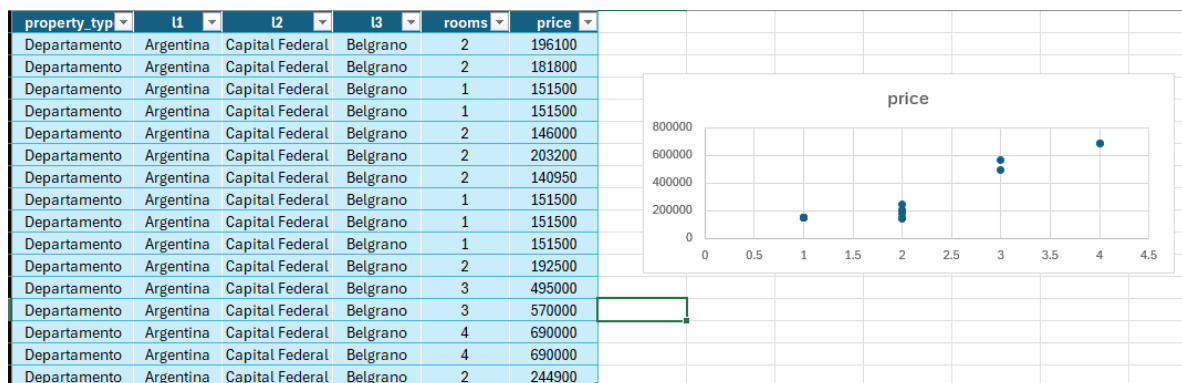 property_typ l1 l2 l3 rooms price
Departamento Argentina Capital Federal Belgrano 2 196100
Departamento Argentina Capital Federal Belgrano 2 181800
Departamento Argentina Capital Federal Belgrano 1 151500
Departamento Argentina Capital Federal Belgrano 1 151500
Departamento Argentina Capital Federal Belgrano 2 146000
Departamento Argentina Capital Federal Belgrano 2 203200
Departamento Argentina Capital Federal Belgrano 2 140950
Departamento Argentina Capital Federal Belgrano 1 151500
Departamento Argentina Capital Federal Belgrano 1 151500
Departamento Argentina Capital Federal Belgrano 1 151500
Departamento Argentina Capital Federal Belgrano 2 192500
Departamento Argentina Capital Federal Belgrano 3 495000
Departamento Argentina Capital Federal Belgrano 3 570000
Departamento Argentina Capital Federal Belgrano 4 690000
Departamento Argentina Capital Federal Belgrano 4 690000
Departamento Argentina Capital Federal Belgrano 2 244900
price
800000
600000
400000
200000
0
0 0.5 1 1.5 2 2.5 3 3.5 4 4.5